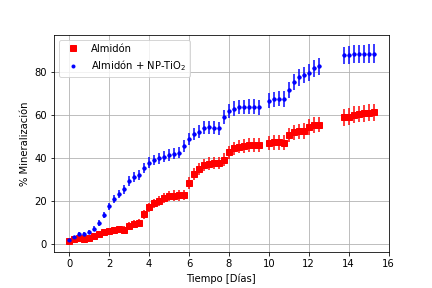 Almidón
Almidón + NP-TiO₂
% Mineralización
80
60
40
20
0
0 2 4 6 8 10 12 14 16
Tiempo [Días]